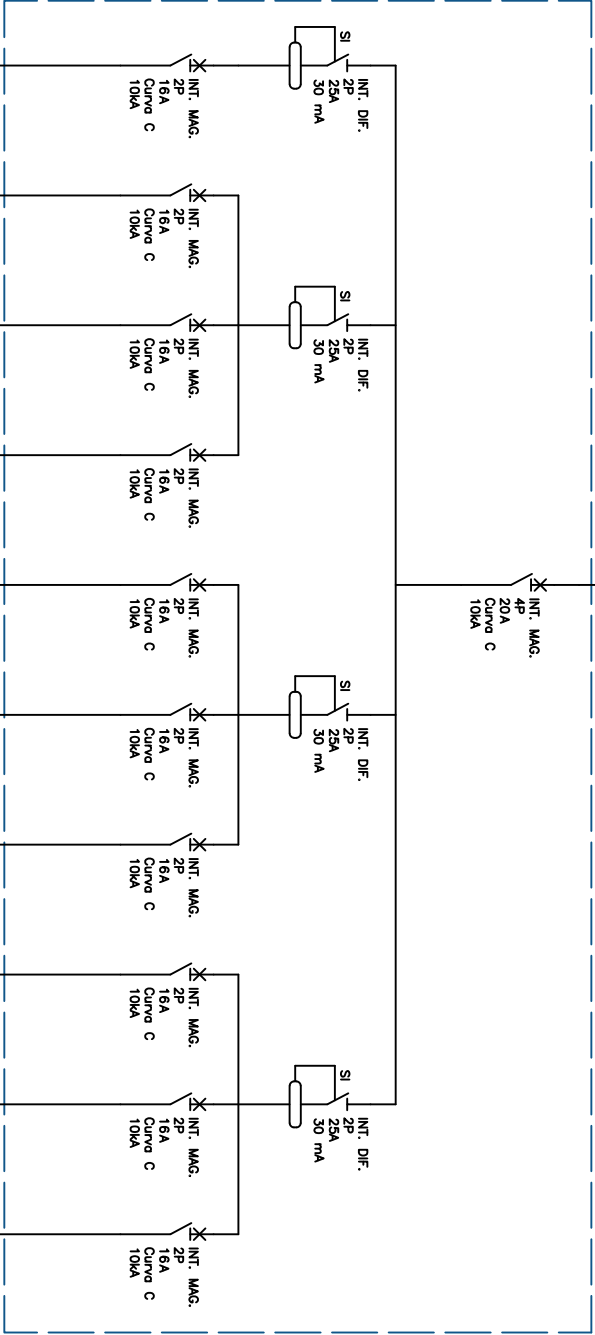 INT. MAG.
4P
20A
Curva C
10kA
SI
INT. DIF.
2P
25A
30 mA
SI
INT. DIF.
2P
25A
30 mA
SI
INT. DIF.
2P
25A
30 mA
SI
INT. DIF.
2P
25A
30 mA
INT. MAG.
2P
16A
Curva C
10kA
INT. MAG.
2P
16A
Curva C
10kA
INT. MAG.
2P
16A
Curva C
10kA
INT. MAG.
2P
16A
Curva C
10kA
INT. MAG.
2P
16A
Curva C
10kA
INT. MAG.
2P
16A
Curva C
10kA
INT. MAG.
2P
16A
Curva C
10kA
INT. MAG.
2P
16A
Curva C
10kA
INT. MAG.
2P
16A
Curva C
10kA
INT. MAG.
2P
16A
Curva C
10kA